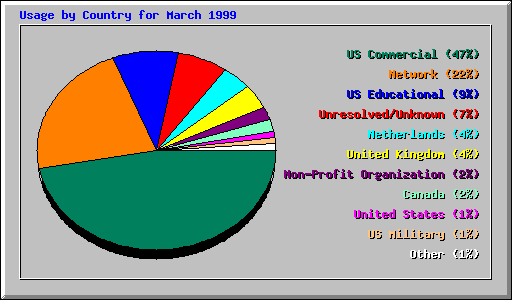 Usage by Country for March 1999
US Commercial (47%)
Network (22%)
US Educational (9%)
Unresolved/Unknown (7%)
Netherlands (4%)
United Kingdom (4%)
Non-Profit Organization (2%)
Canada (2%)
United States (1%)
US Military (1%)
Other (1%)